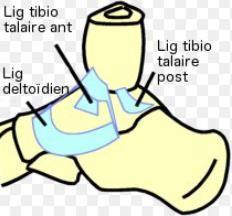 Lig tibio
talaire ant
Lig tibio
talaire
post
Lig
deltoïdien